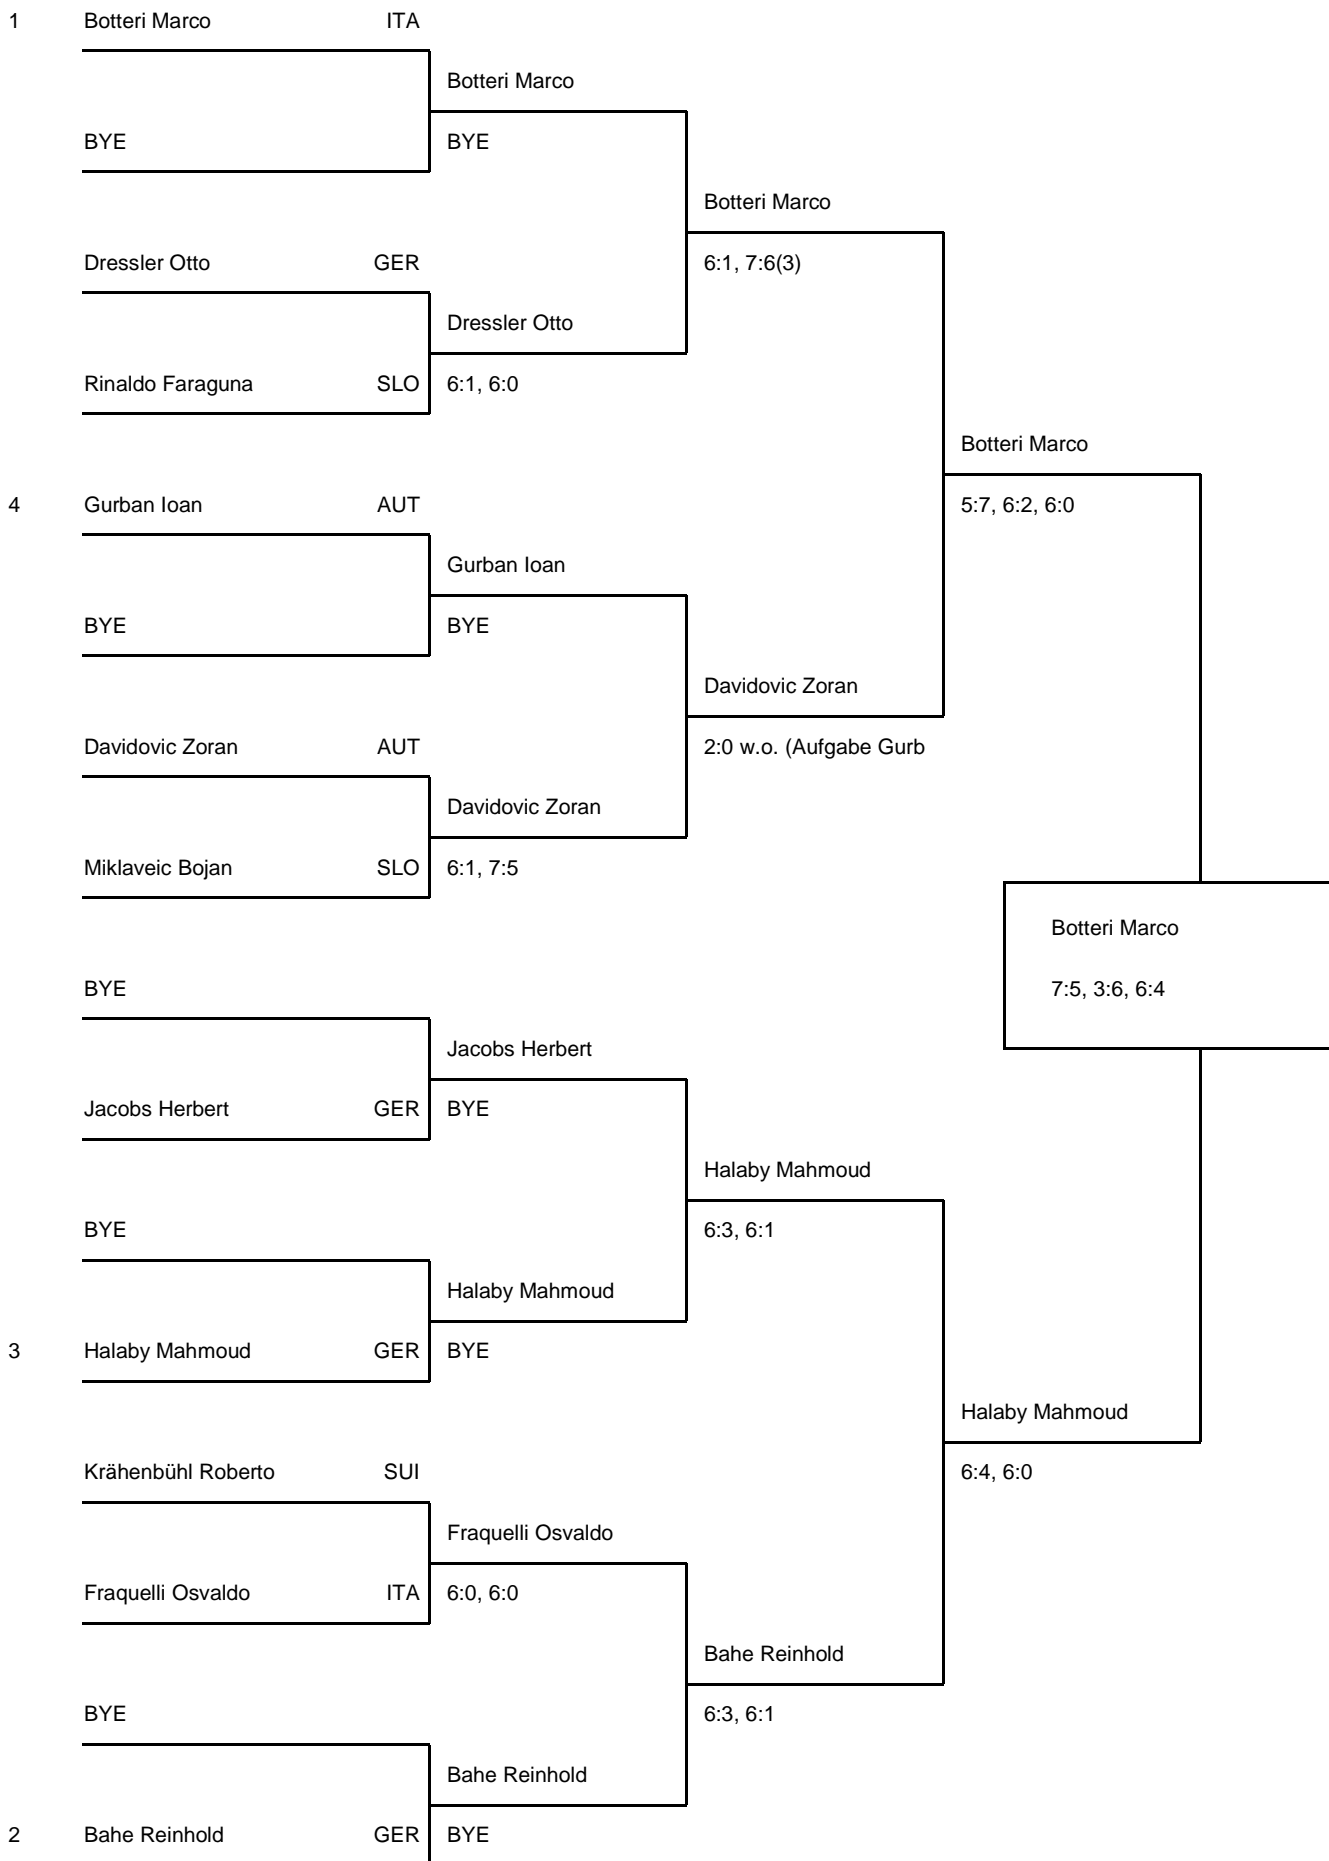 1 Botteri Marco ITA
Botteri Marco
BYE BYE
Botteri Marco
Dressler Otto GER 6:1, 7:6(3)
Dressler Otto
Rinaldo Faraguna SLO 6:1, 6:0
Botteri Marco
4 Gurban Ioan AUT 5:7, 6:2, 6:0
Gurban Ioan
BYE BYE
Davidovic Zoran
Davidovic Zoran AUT 2:0 w.o. (Aufgabe Gurb
Davidovic Zoran
Miklaveic Bojan SLO 6:1, 7:5
Botteri Marco
BYE 7:5, 3:6, 6:4
Jacobs Herbert
Jacobs Herbert GER BYE
Halaby Mahmoud
BYE 6:3, 6:1
Halaby Mahmoud
3 Halaby Mahmoud GER BYE
Halaby Mahmoud
Krähenbühl Roberto SUI 6:4, 6:0
Fraquelli Osvaldo
Fraquelli Osvaldo ITA 6:0, 6:0
Bahe Reinhold
BYE 6:3, 6:1
Bahe Reinhold
2 Bahe Reinhold GER BYE